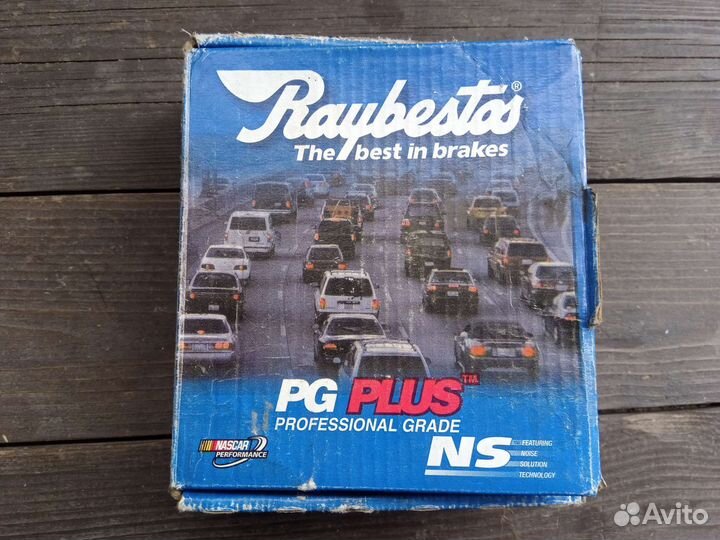 Raybestos®
The best in brakes
PG PLUS™
PROFESSIONAL GRADE
NASCAR
PERFORMANCE
NS
FEATURING
NOISE
SOLUTION
TECHNOLOGY
Avito